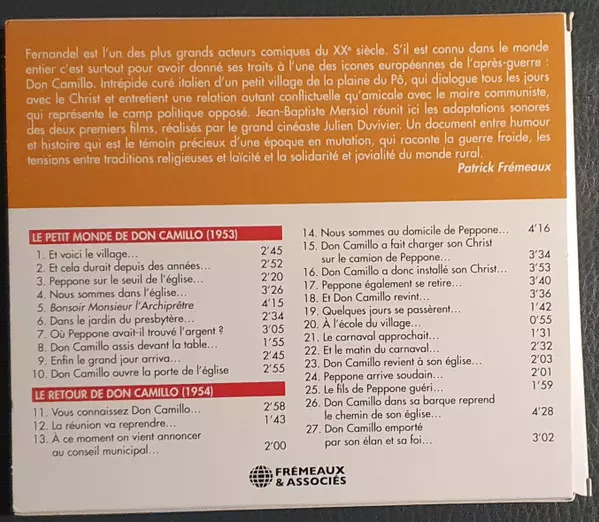 Fernandel est l'un des plus grands acteurs comiques du XXe siècle. S'il est connu dans le monde
entier c'est surtout pour avoir donné ses traits à l'une des icones européennes de l'après-guerre :
Don Camillo. Intrépide curé italien d'un petit village de la plaine du Pô, qui dialogue tous les jours
avec le Christ et entretient une relation autant conflictuelle qu'amicale avec le maire communiste,
qui représente le camp politique opposé. Jean-Baptiste Mersiol réunit ici les adaptations sonores
des deux premiers films, réalisés par le grand cinéaste Julien Duvivier. Un document entre humour
et histoire qui est le témoin précieux d'une époque en mutation, qui raconte la guerre froide, les
tensions entre traditions religieuses et laïcité et la solidarité et jovialité du monde rural.
Patrick Frémeaux
LE PETIT MONDE DE DON CAMILLO (1953)
1. Et voici le village… 2'45
2. Et cela durait depuis des années… 2'52
3. Peppone sur le seuil de l'église… 2'20
4. Nous sommes dans l'église… 3'26
5. Bonsoir Monsieur l'Archiprêtre 4'15
6. Dans le jardin du presbytère… 2'34
7. Où Peppone avait-il trouvé l'argent ? 3'05
8. Don Camillo assis devant la table… 1'55
9. Enfin le grand jour arriva… 2'45
10. Don Camillo ouvre la porte de l'église 2'55
LE RETOUR DE DON CAMILLO (1954)
11. Vous connaissez Don Camillo… 2'58
12. La réunion va reprendre… 1'43
13. À ce moment on vient annoncer
au conseil municipal… 2'00
14. Nous sommes au domicile de Peppone… 4'16
15. Don Camillo a fait charger son Christ
sur le camion de Peppone… 3'34
16. Don Camillo a donc installé son Christ… 3'53
17. Peppone également se retire… 3'40
18. Et Don Camillo revint… 3'36
19. Quelques jours se passèrent… 1'42
20. À l'école du village… 0'55
21. Le carnaval approchait… 1'31
22. Et le matin du carnaval… 2'32
23. Don Camillo revient à son église… 2'03
24. Peppone arrive soudain… 2'01
25. Le fils de Peppone guéri… 1'59
26. Don Camillo dans sa barque reprend
le chemin de son église… 4'28
27. Don Camillo emporté
par son élan et sa foi… 3'02
FRÉMEAUX
& ASSOCIÉS